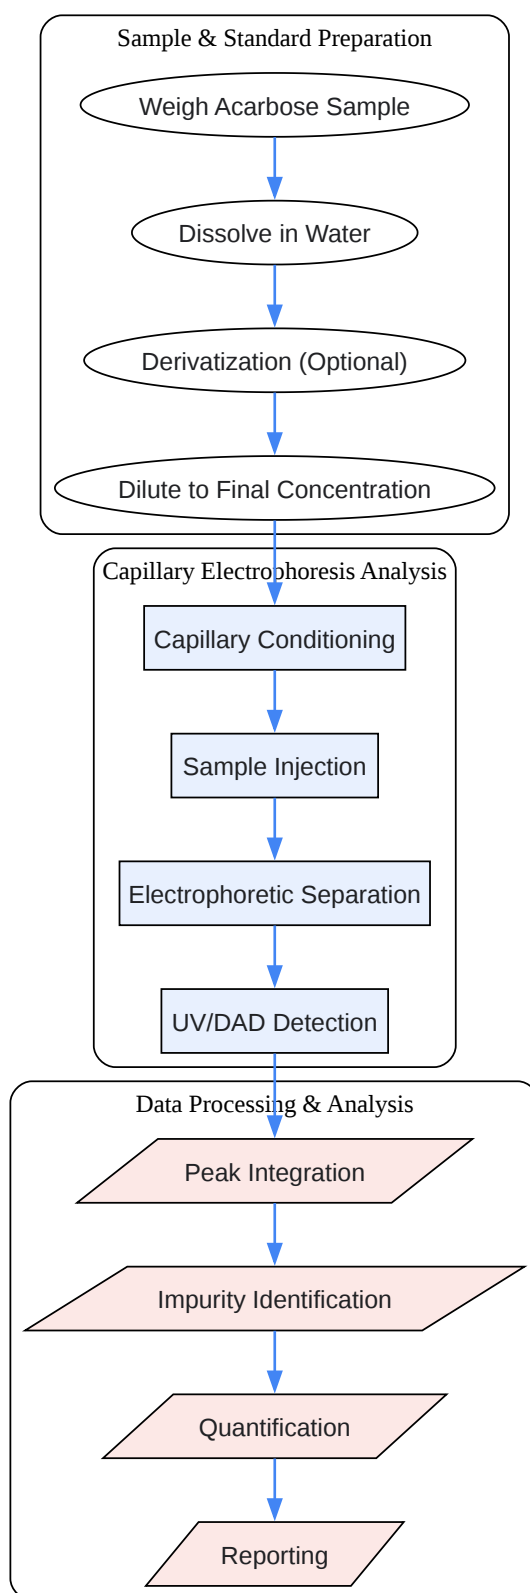 Sample & Standard Preparation
Weigh Acarbose Sample
Dissolve in Water
Derivatization (Optional)
Dilute to Final Concentration
Capillary Electrophoresis Analysis
Capillary Conditioning
Sample Injection
Electrophoretic Separation
UV/DAD Detection
Data Processing & Analysis
Peak Integration
Impurity Identification
Quantification
Reporting